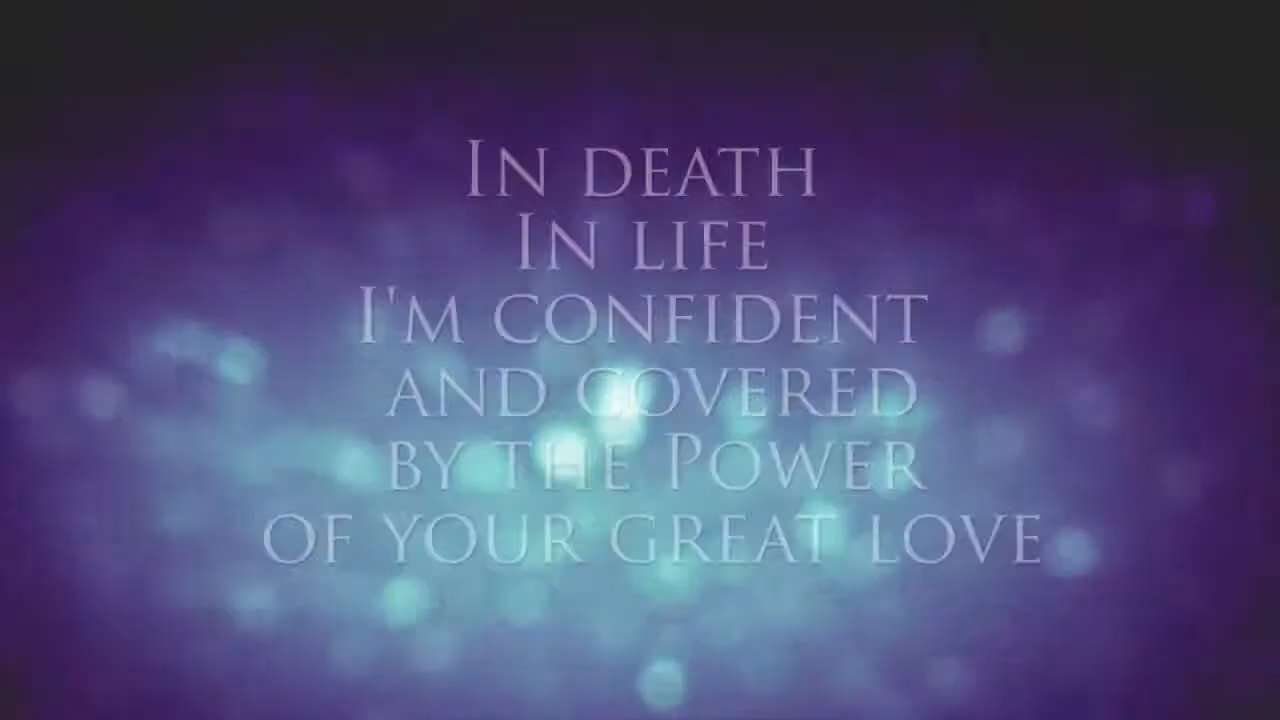 In death
In life
I'm confident
and covered
by the Power
of your great love